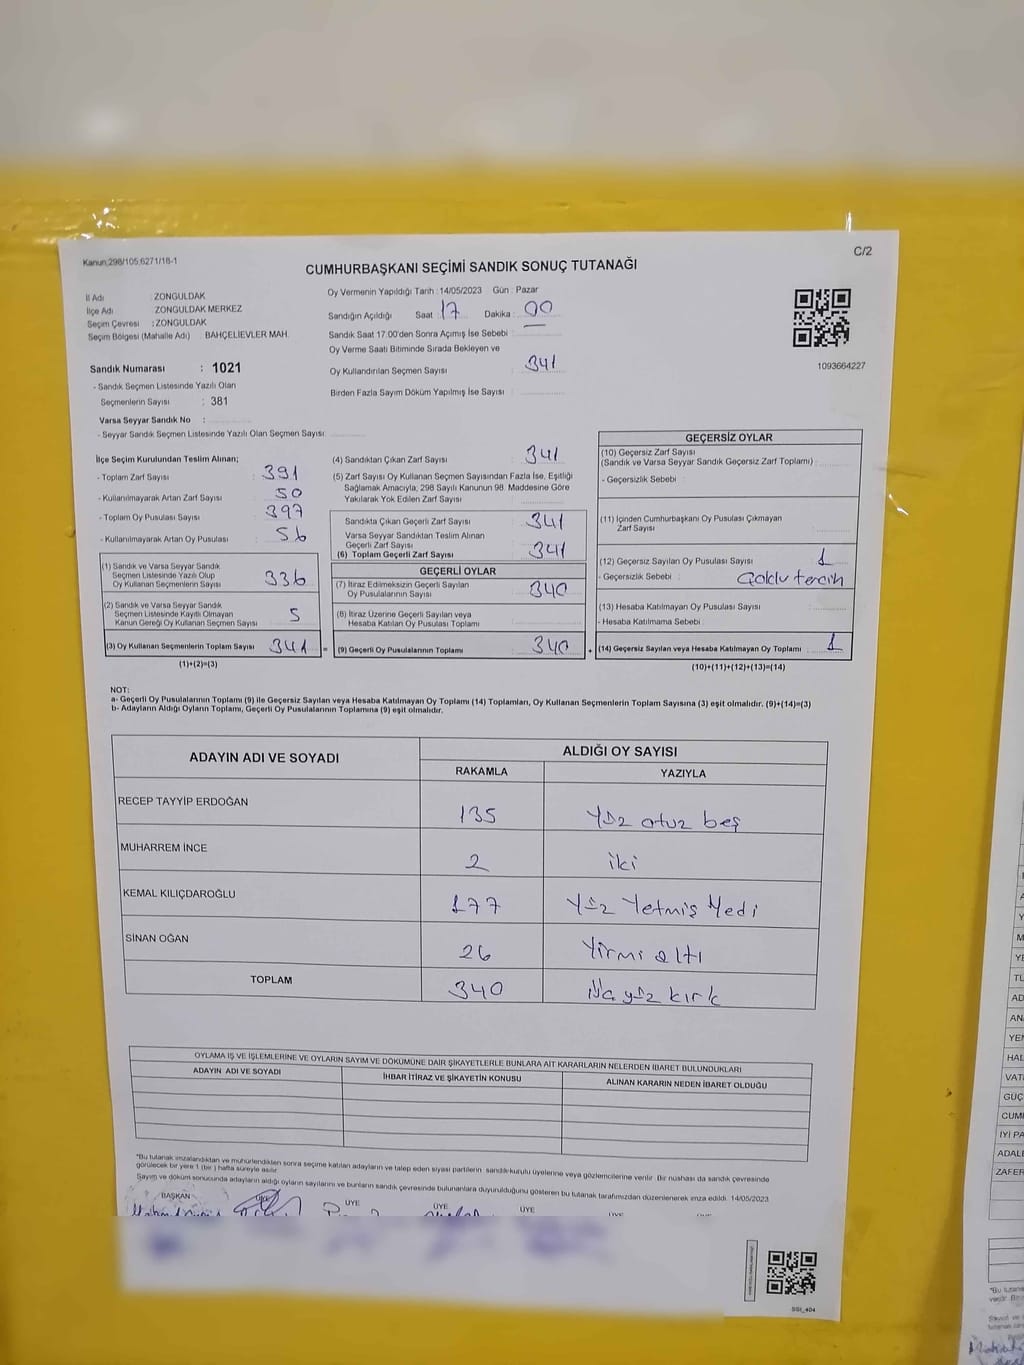 Kanun;298/105,6271/18-1
C/2
CUMHURBAŞKANI SEÇİMİ SANDIK SONUÇ TUTANAĞI
İl Adı : ZONGULDAK
İlçe Adı : ZONGULDAK MERKEZ
Seçim Çevresi : ZONGULDAK
Seçim Bölgesi (Mahalle Adı) : BAHÇELİEVLER MAH.
Oy Vermenin Yapıldığı Tarih :14/05/2023 Gün : Pazar
Sandığın Açıldığı Saat : 17 Dakika : 00
Sandık Saat 17:00'den Sonra Açımış İse Sebebi :
Oy Verme Saati Bitiminde Sırada Bekleyen ve
Oy Kullandırılan Seçmen Sayısı : 341
Birden Fazla Sayım Döküm Yapılmış İse Sayısı :
1093664227
Sandık Numarası : 1021
- Sandık Seçmen Listesinde Yazılı Olan
Seçmenlerin Sayısı : 381
Varsa Seyyar Sandık No :
- Seyyar Sandık Seçmen Listesinde Yazılı Olan Seçmen Sayısı:
İlçe Seçim Kurulundan Teslim Alınan;
- Toplam Zarf Sayısı : 391
- Kullanılmayarak Artan Zarf Sayısı : 50
- Toplam Oy Pusulası Sayısı : 397
- Kullanılmayarak Artan Oy Pusulası : 56
(1) Sandık ve Varsa Seyyar Sandık
Seçmen Listesinde Yazılı Olup
Oy Kullanan Seçmenlerin Sayısı : 336
(2) Sandık ve Varsa Seyyar Sandık
Seçmen Listesinde Kayıtlı Olmayan
Kanun Gereği Oy Kullanan Seçmen Sayısı : 5
(3) Oy Kullanan Seçmenlerin Toplam Sayısı : 341 =
(1)+(2)=(3)
(4) Sandıktan Çıkan Zarf Sayısı : 341
(5) Zarf Sayısı Oy Kullanan Seçmen Sayısından Fazla İse, Eşitliği
Sağlamak Amacıyla; 298 Sayılı Kanunun 98. Maddesine Göre
Yakılarak Yok Edilen Zarf Sayısı :
Sandıkta Çıkan Geçerli Zarf Sayısı : 341
Varsa Seyyar Sandıktan Teslim Alınan
Geçerli Zarf Sayısı
(6) Toplam Geçerli Zarf Sayısı : 341
GEÇERLİ OYLAR
(7) İtiraz Edilmeksizin Geçerli Sayılan
Oy Pusulalarının Sayısı : 340
(8) İtiraz Üzerine Geçerli Sayılan veya
Hesaba Katılan Oy Pusulası Toplamı :
(9) Geçerli Oy Pusulalarının Toplamı : 340 +
GEÇERSİZ OYLAR
(10) Geçersiz Zarf Sayısı
(Sandık ve Varsa Seyyar Sandık Geçersiz Zarf Toplamı) :
- Geçersizlik Sebebi :
(11) İçinden Cumhurbaşkanı Oy Pusulası Çıkmayan
Zarf Sayısı :
(12) Geçersiz Sayılan Oy Pusulası Sayısı : 1
- Geçersizlik Sebebi : Çoklu tercih
(13) Hesaba Katılmayan Oy Pusulası Sayısı :
- Hesaba Katılmama Sebebi :
(14) Geçersiz Sayılan veya Hesaba Katılmayan Oy Toplamı : 1
(10)+(11)+(12)+(13)=(14)
NOT:
a- Geçerli Oy Pusulalarının Toplamı (9) ile Geçersiz Sayılan veya Hesaba Katılmayan Oy Toplamı (14) Toplamları, Oy Kullanan Seçmenlerin Toplam Sayısına (3) eşit olmalıdır. (9)+(14)=(3)
b- Adayların Aldığı Oyların Toplamı, Geçerli Oy Pusulalarının Toplamına (9) eşit olmalıdır.
ADAYIN ADI VE SOYADI ALDIĞI OY SAYISI
RAKAMLA YAZIYLA
RECEP TAYYİP ERDOĞAN 135 Yüz otuz beş
MUHARREM İNCE 2 iki
KEMAL KILIÇDAROĞLU 177 Yüz Yetmiş Yedi
SİNAN OĞAN 26 Yirmi altı
TOPLAM 340 Üç yüz kırk
OYLAMA İŞ VE İŞLEMLERİNE VE OYLARIN SAYIM VE DÖKÜMÜNE DAİR ŞİKAYETLERLE BUNLARA AİT KARARLARIN NELERDEN İBARET BULUNDUKLARI
ADAYIN ADI VE SOYADI İHBAR İTİRAZ VE ŞİKAYETİN KONUSU ALINAN KARARIN NEDEN İBARET OLDUĞU
"Bu tutanak imzalandıktan ve mühürlendikten sonra seçime katılan adayların ve talep eden siyasi partilerin sandık kurulu üyelerine veya gözlemcilerine verilir. Bir nüshası da sandık çevresinde
görülecek bir yere 1 (bir ) hafta süreyle asılır.
Sayım ve döküm sonucunda adayların aldığı oyların sayılarını ve bunların sandık çevresinde bulunanlara duyurulduğunu gösteren bu tutanak tarafımızdan düzenlenerek imza edildi. 14/05/2023
BAŞKAN ÜYE ÜYE ÜYE ÜYE
SSI_404